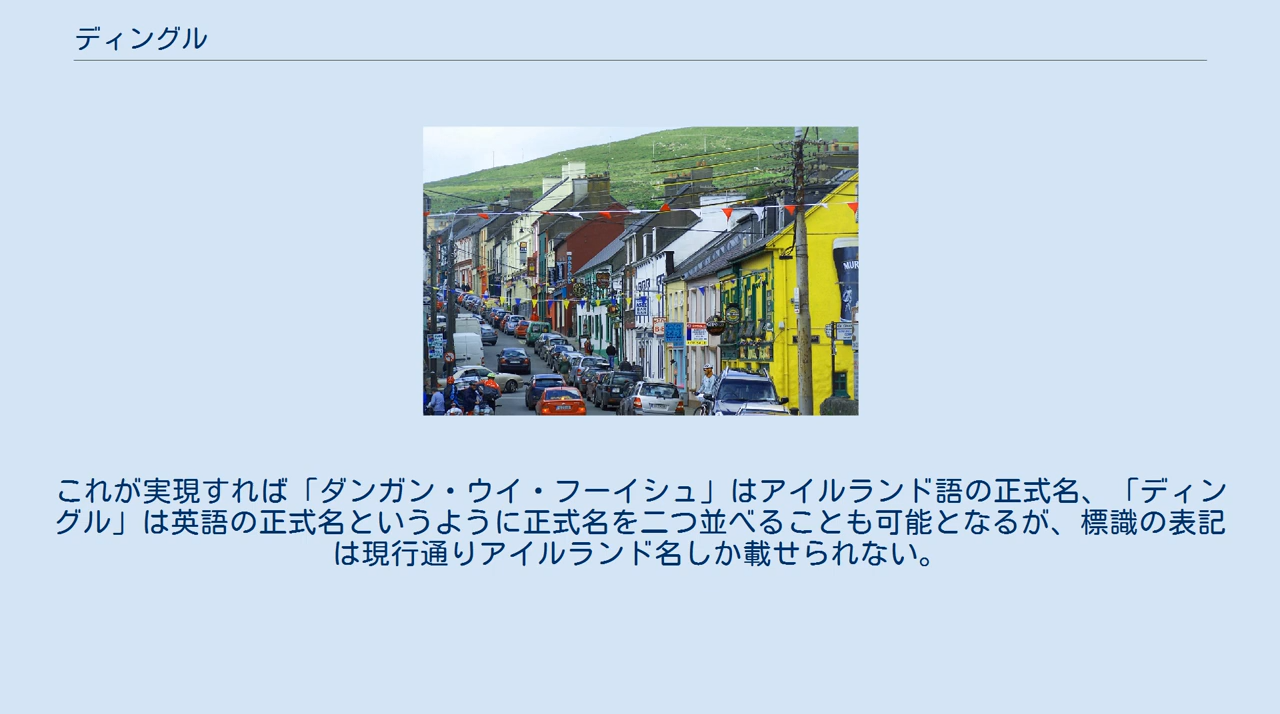 ディングル
MUR
これが実現すれば「ダンガン・ウイ・フーイシュ」はアイルランド語の正式名、「ディン
グル」は英語の正式名というように正式名を二つ並べることも可能となるが、標識の表記
は現行通りアイルランド名しか載せられない。